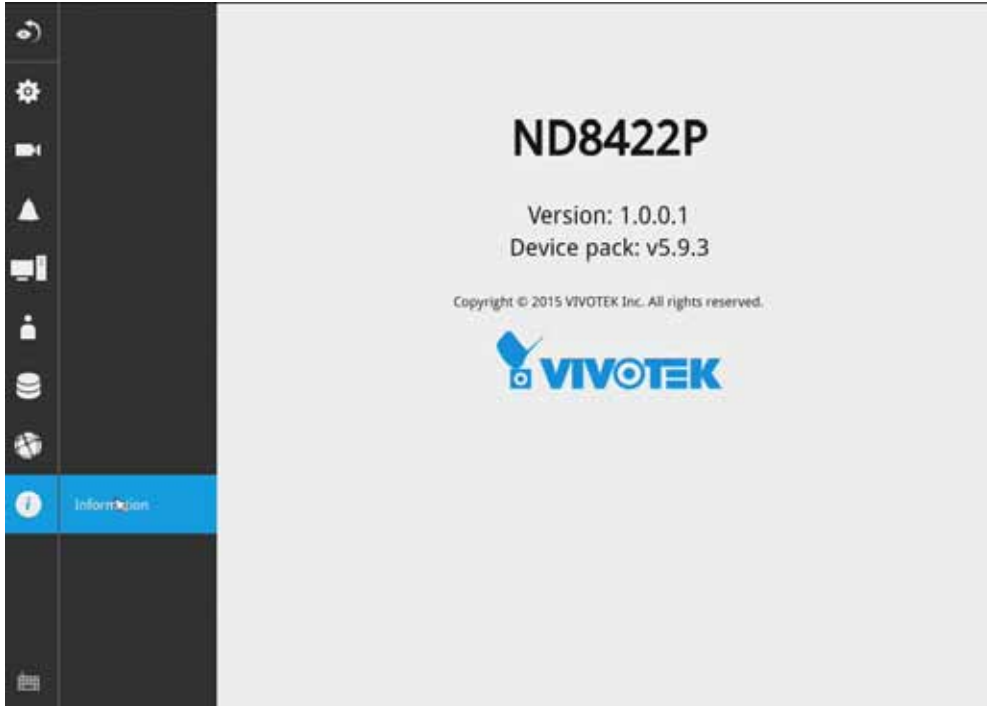 Information
ND8422P
Version: 1.0.0.1
Device pack: v5.9.3
Copyright © 2015 VIVOTEK Inc. All rights reserved.
VIVOTEK